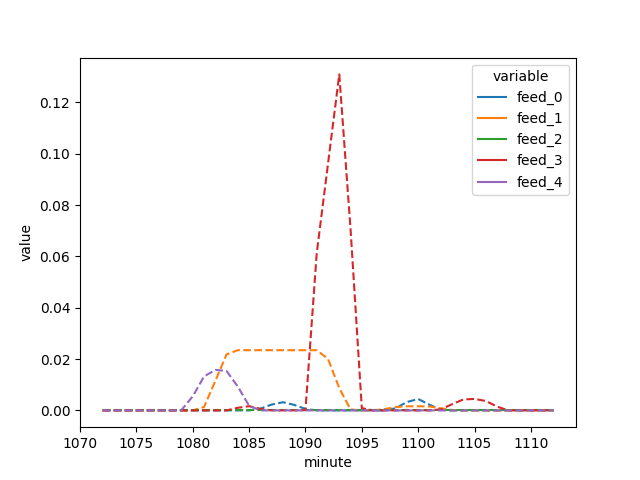 variable
feed_0
feed_1
feed_2
feed_3
feed_4
value
0.12
0.10
0.08
0.06
0.04
0.02
0.00
1070 1075 1080 1085 1090 1095 1100 1105 1110
minute